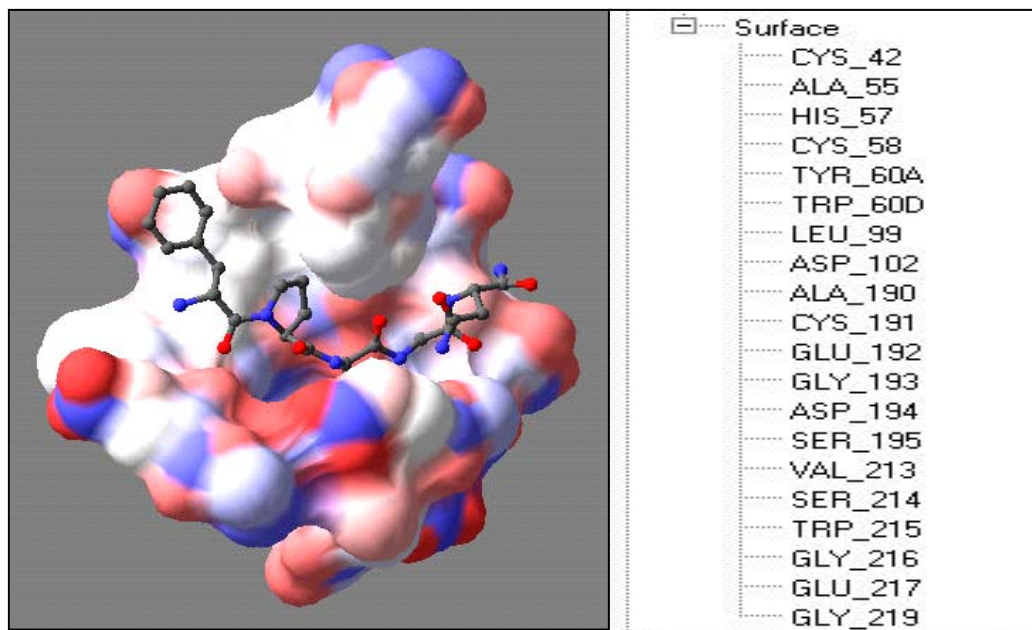 Surface
CYS_42
ALA_55
HIS_57
CYS_58
TYR_60A
TRP_60D
LEU_99
ASP_102
ALA_190
CYS_191
GLU_192
GLY_193
ASP_194
SER_195
VAL_213
SER_214
TRP_215
GLY_216
GLU_217
GLY_219